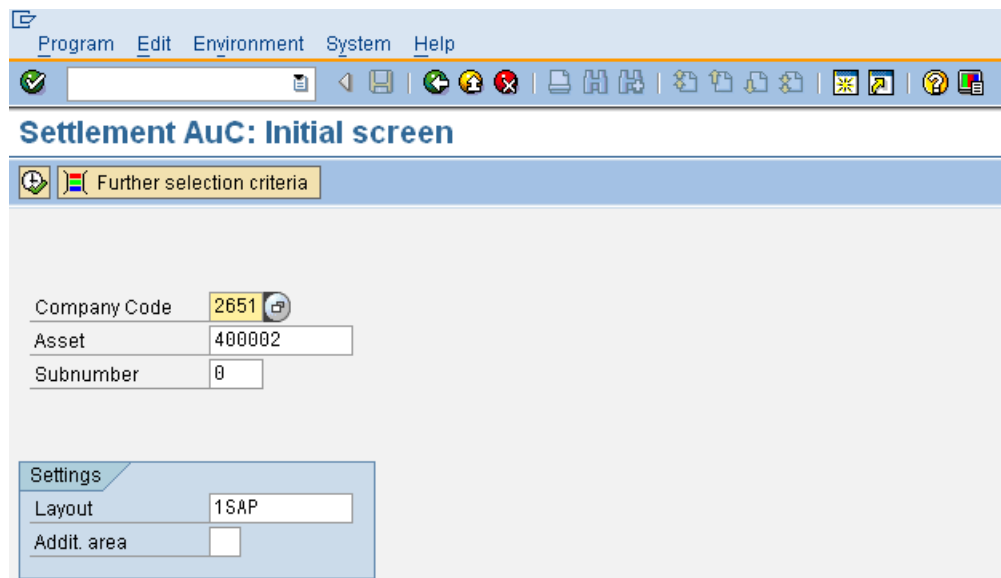 Program Edit Environment System Help
Settlement AuC: Initial screen
Further selection criteria
Company Code 2651
Asset 400002
Subnumber 0
Settings
Layout 1SAP
Addit. area